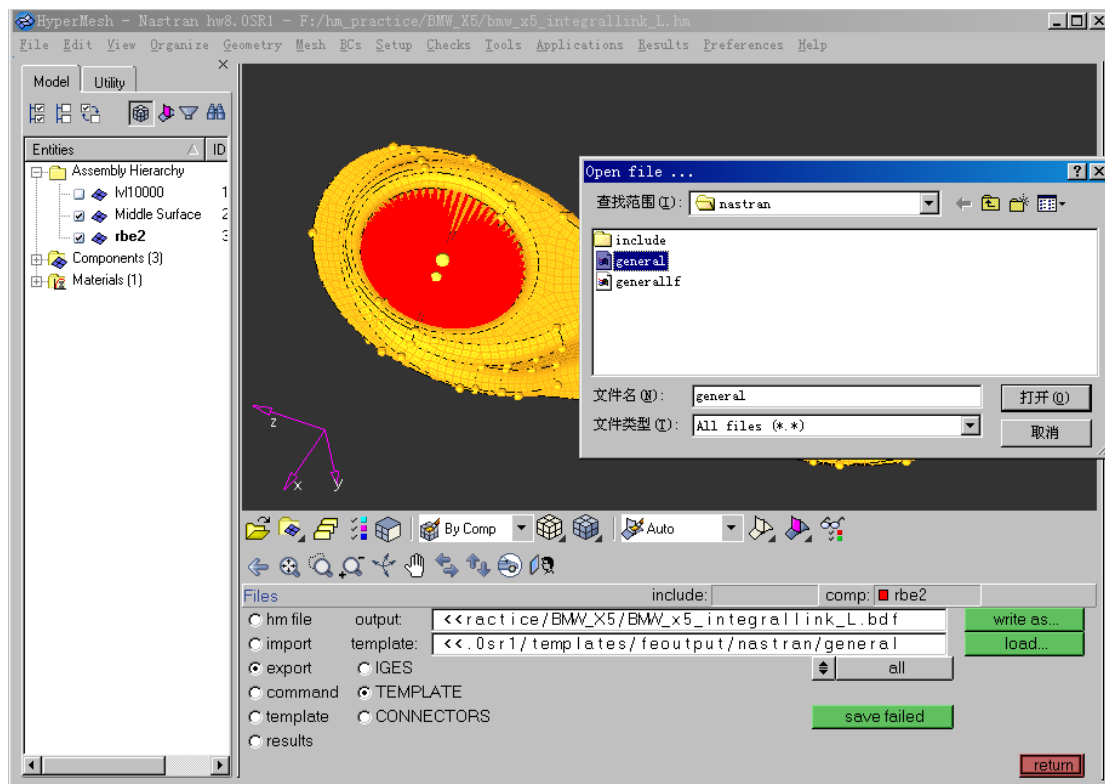 HyperMesh - Nastran hw8.0SR1 - F:/hm_practice/BMW_X5/bmw_x5_integrallink_L.hm
File Edit View Organize Geometry Mesh BCs Setup Checks Tools Applications Results Preferences Help
Model Utility
Entities ID
Assembly Hierarchy
lvl10000 1
Middle Surface 2
rbe2 3
Components (3)
Materials (1)
Open file ...
查找范围(I): nastran
include
general
generallf
文件名(N): general 打开(O)
文件类型(T): All files (*.*) 取消
z
x y
By Comp Auto
Files include: comp: rbe2
hm file output: <<ractice/BMW_X5/BMW_x5_integrallink_L.bdf write as...
import template: <<.0sr1/templates/feoutput/nastran/general load...
export IGES all
command TEMPLATE
template CONNECTORS save failed
results
return